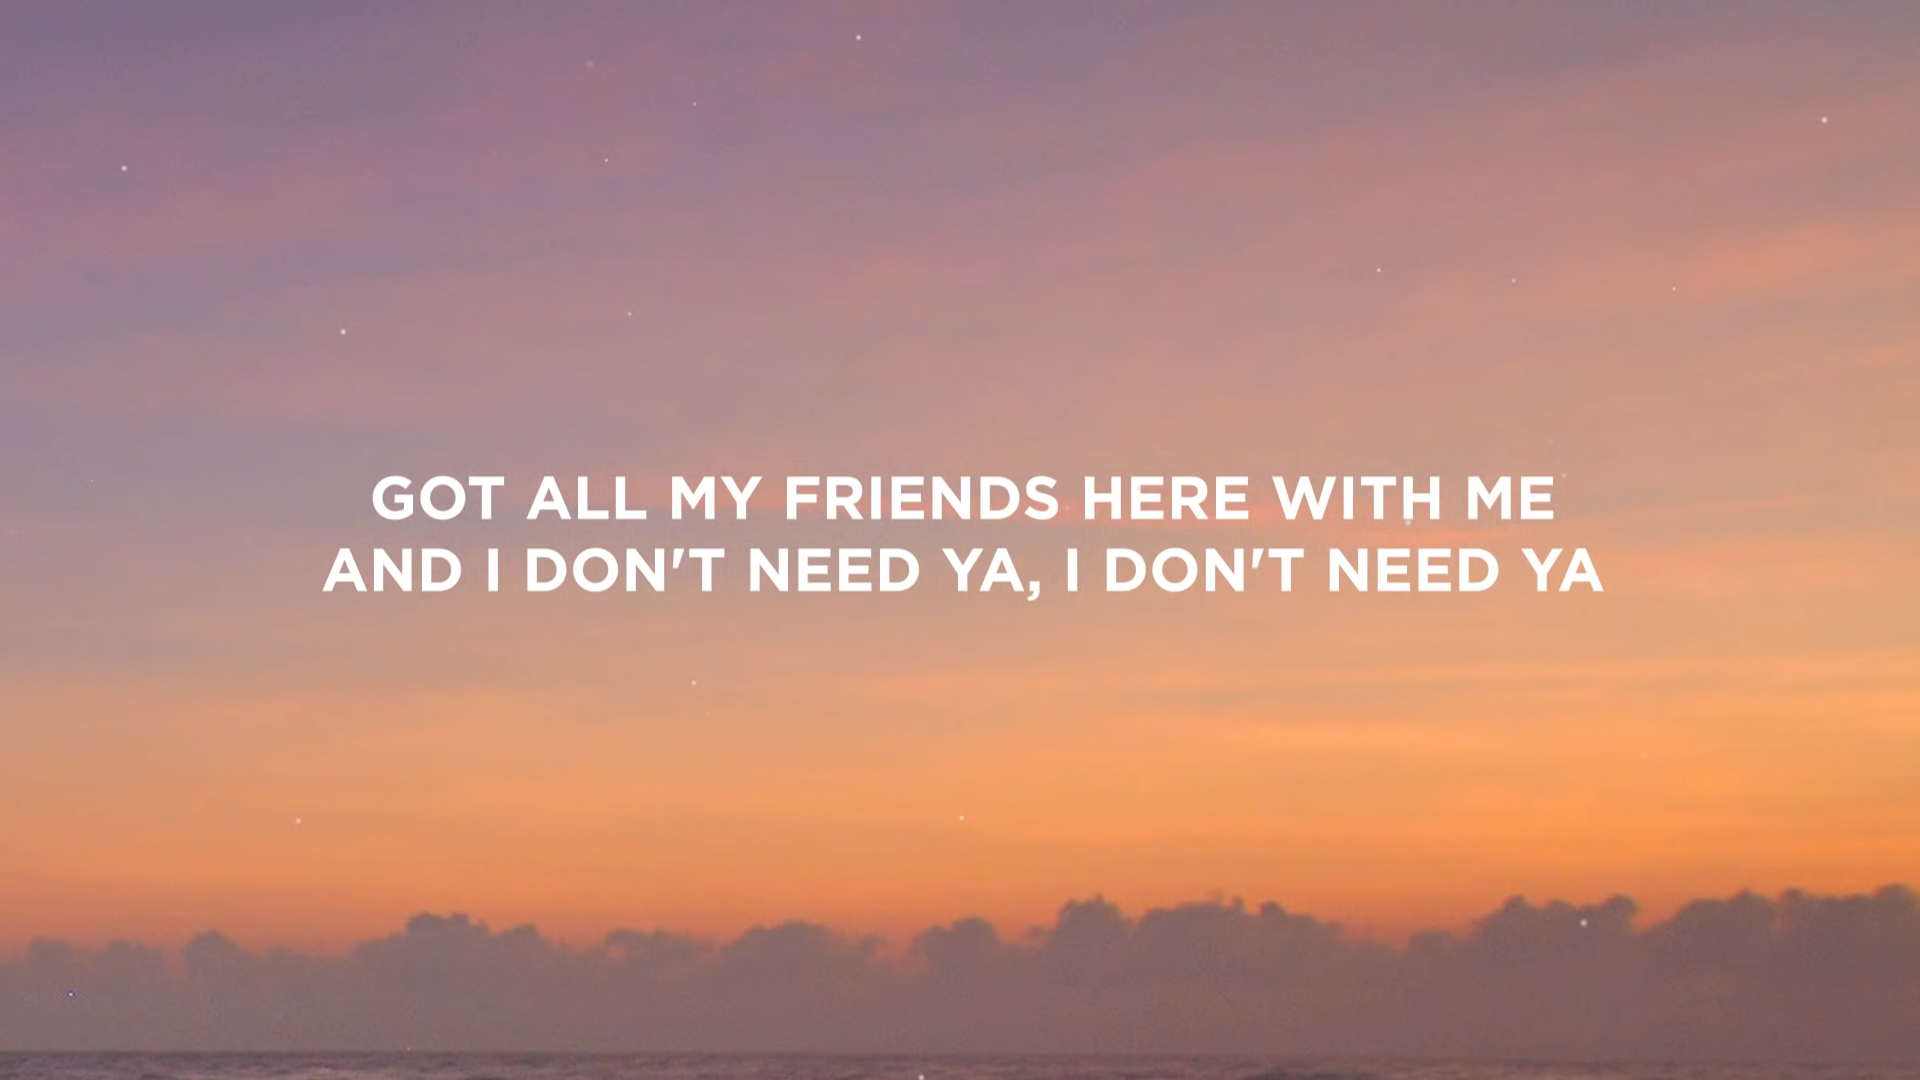 GOT ALL MY FRIENDS HERE WITH ME
AND I DON'T NEED YA, I DON'T NEED YA